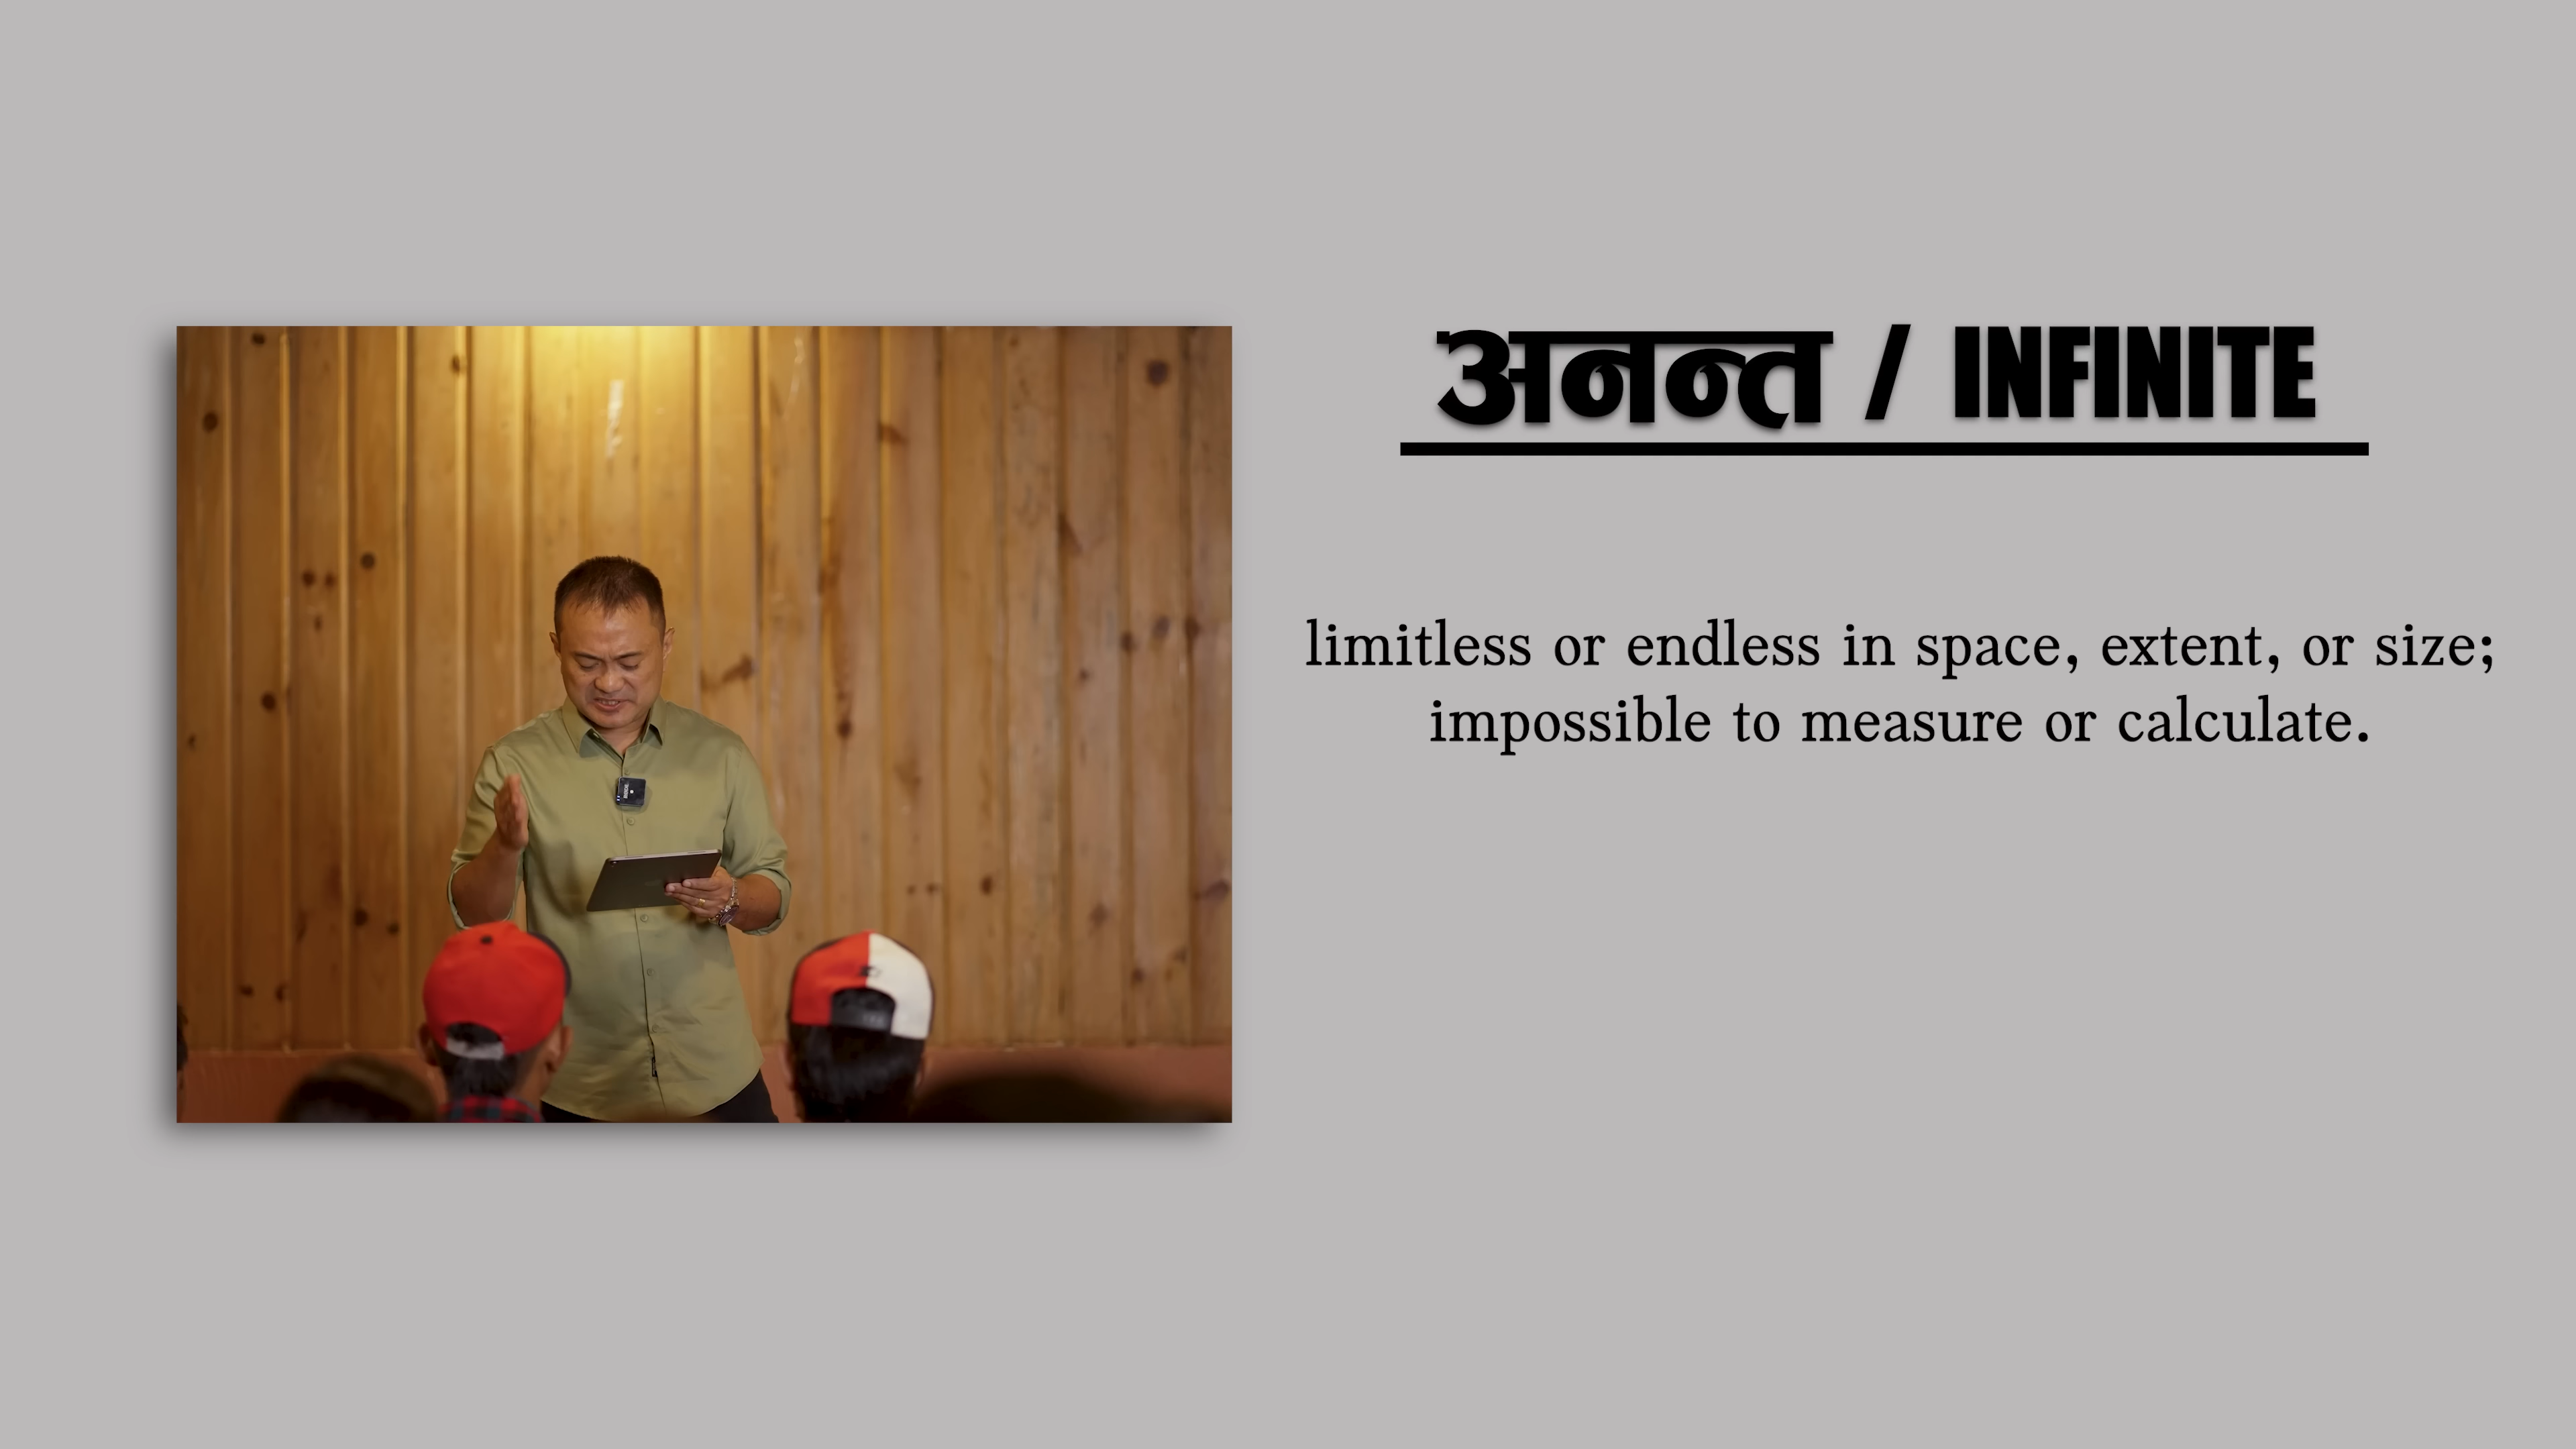 अनन्त / INFINITE
limitless or endless in space, extent, or size;
impossible to measure or calculate.